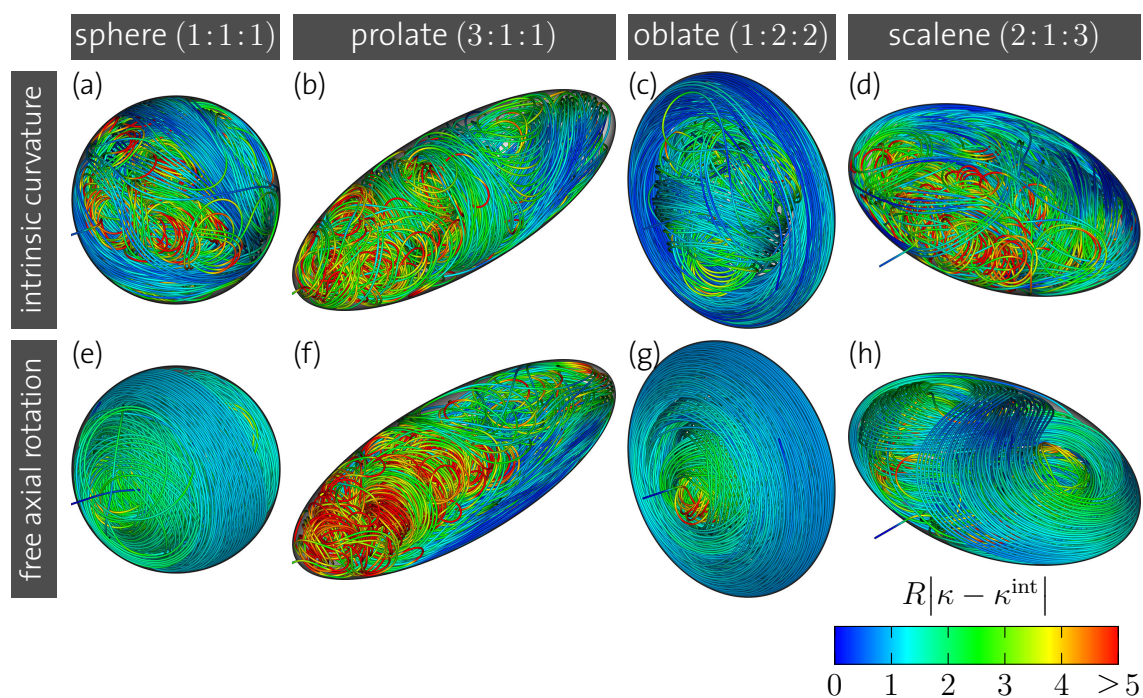 sphere (1:1:1)
prolate (3:1:1)
oblate (1:2:2)
scalene (2:1:3)
intrinsic curvature
(a)
(b)
(c)
(d)
free axial rotation
(e)
(f)
(g)
(h)
R|κ − κ^int|
0 1 2 3 4 >5